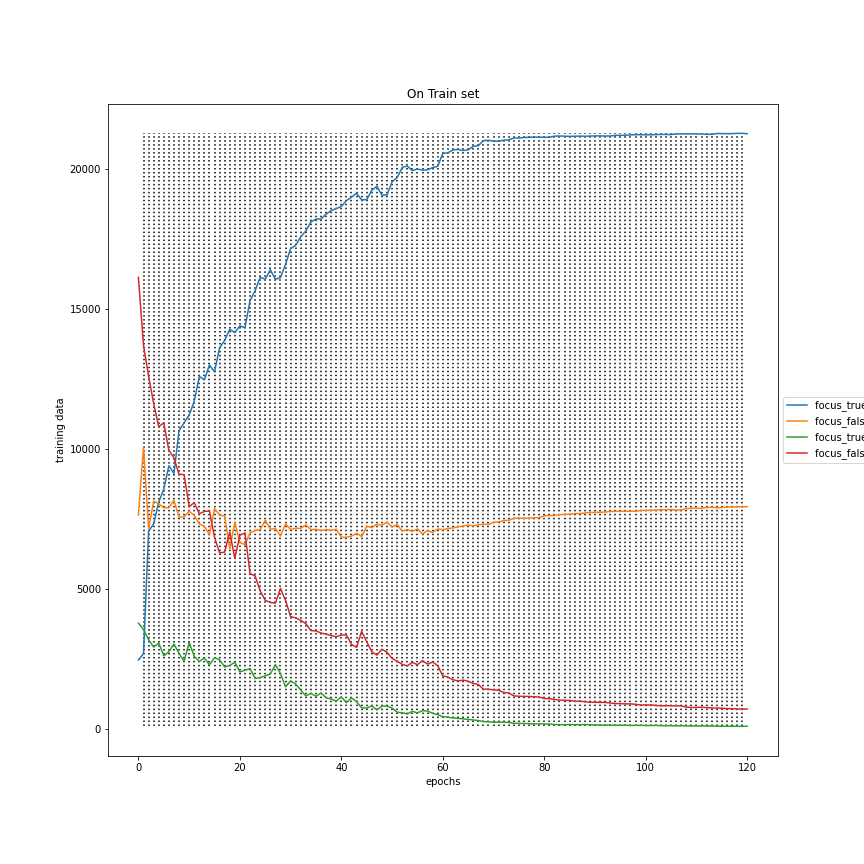 On Train set
training data
20000
15000
10000
5000
0
0 20 40 60 80 100 120
epochs
focus_true
focus_fals
focus_true
focus_fals